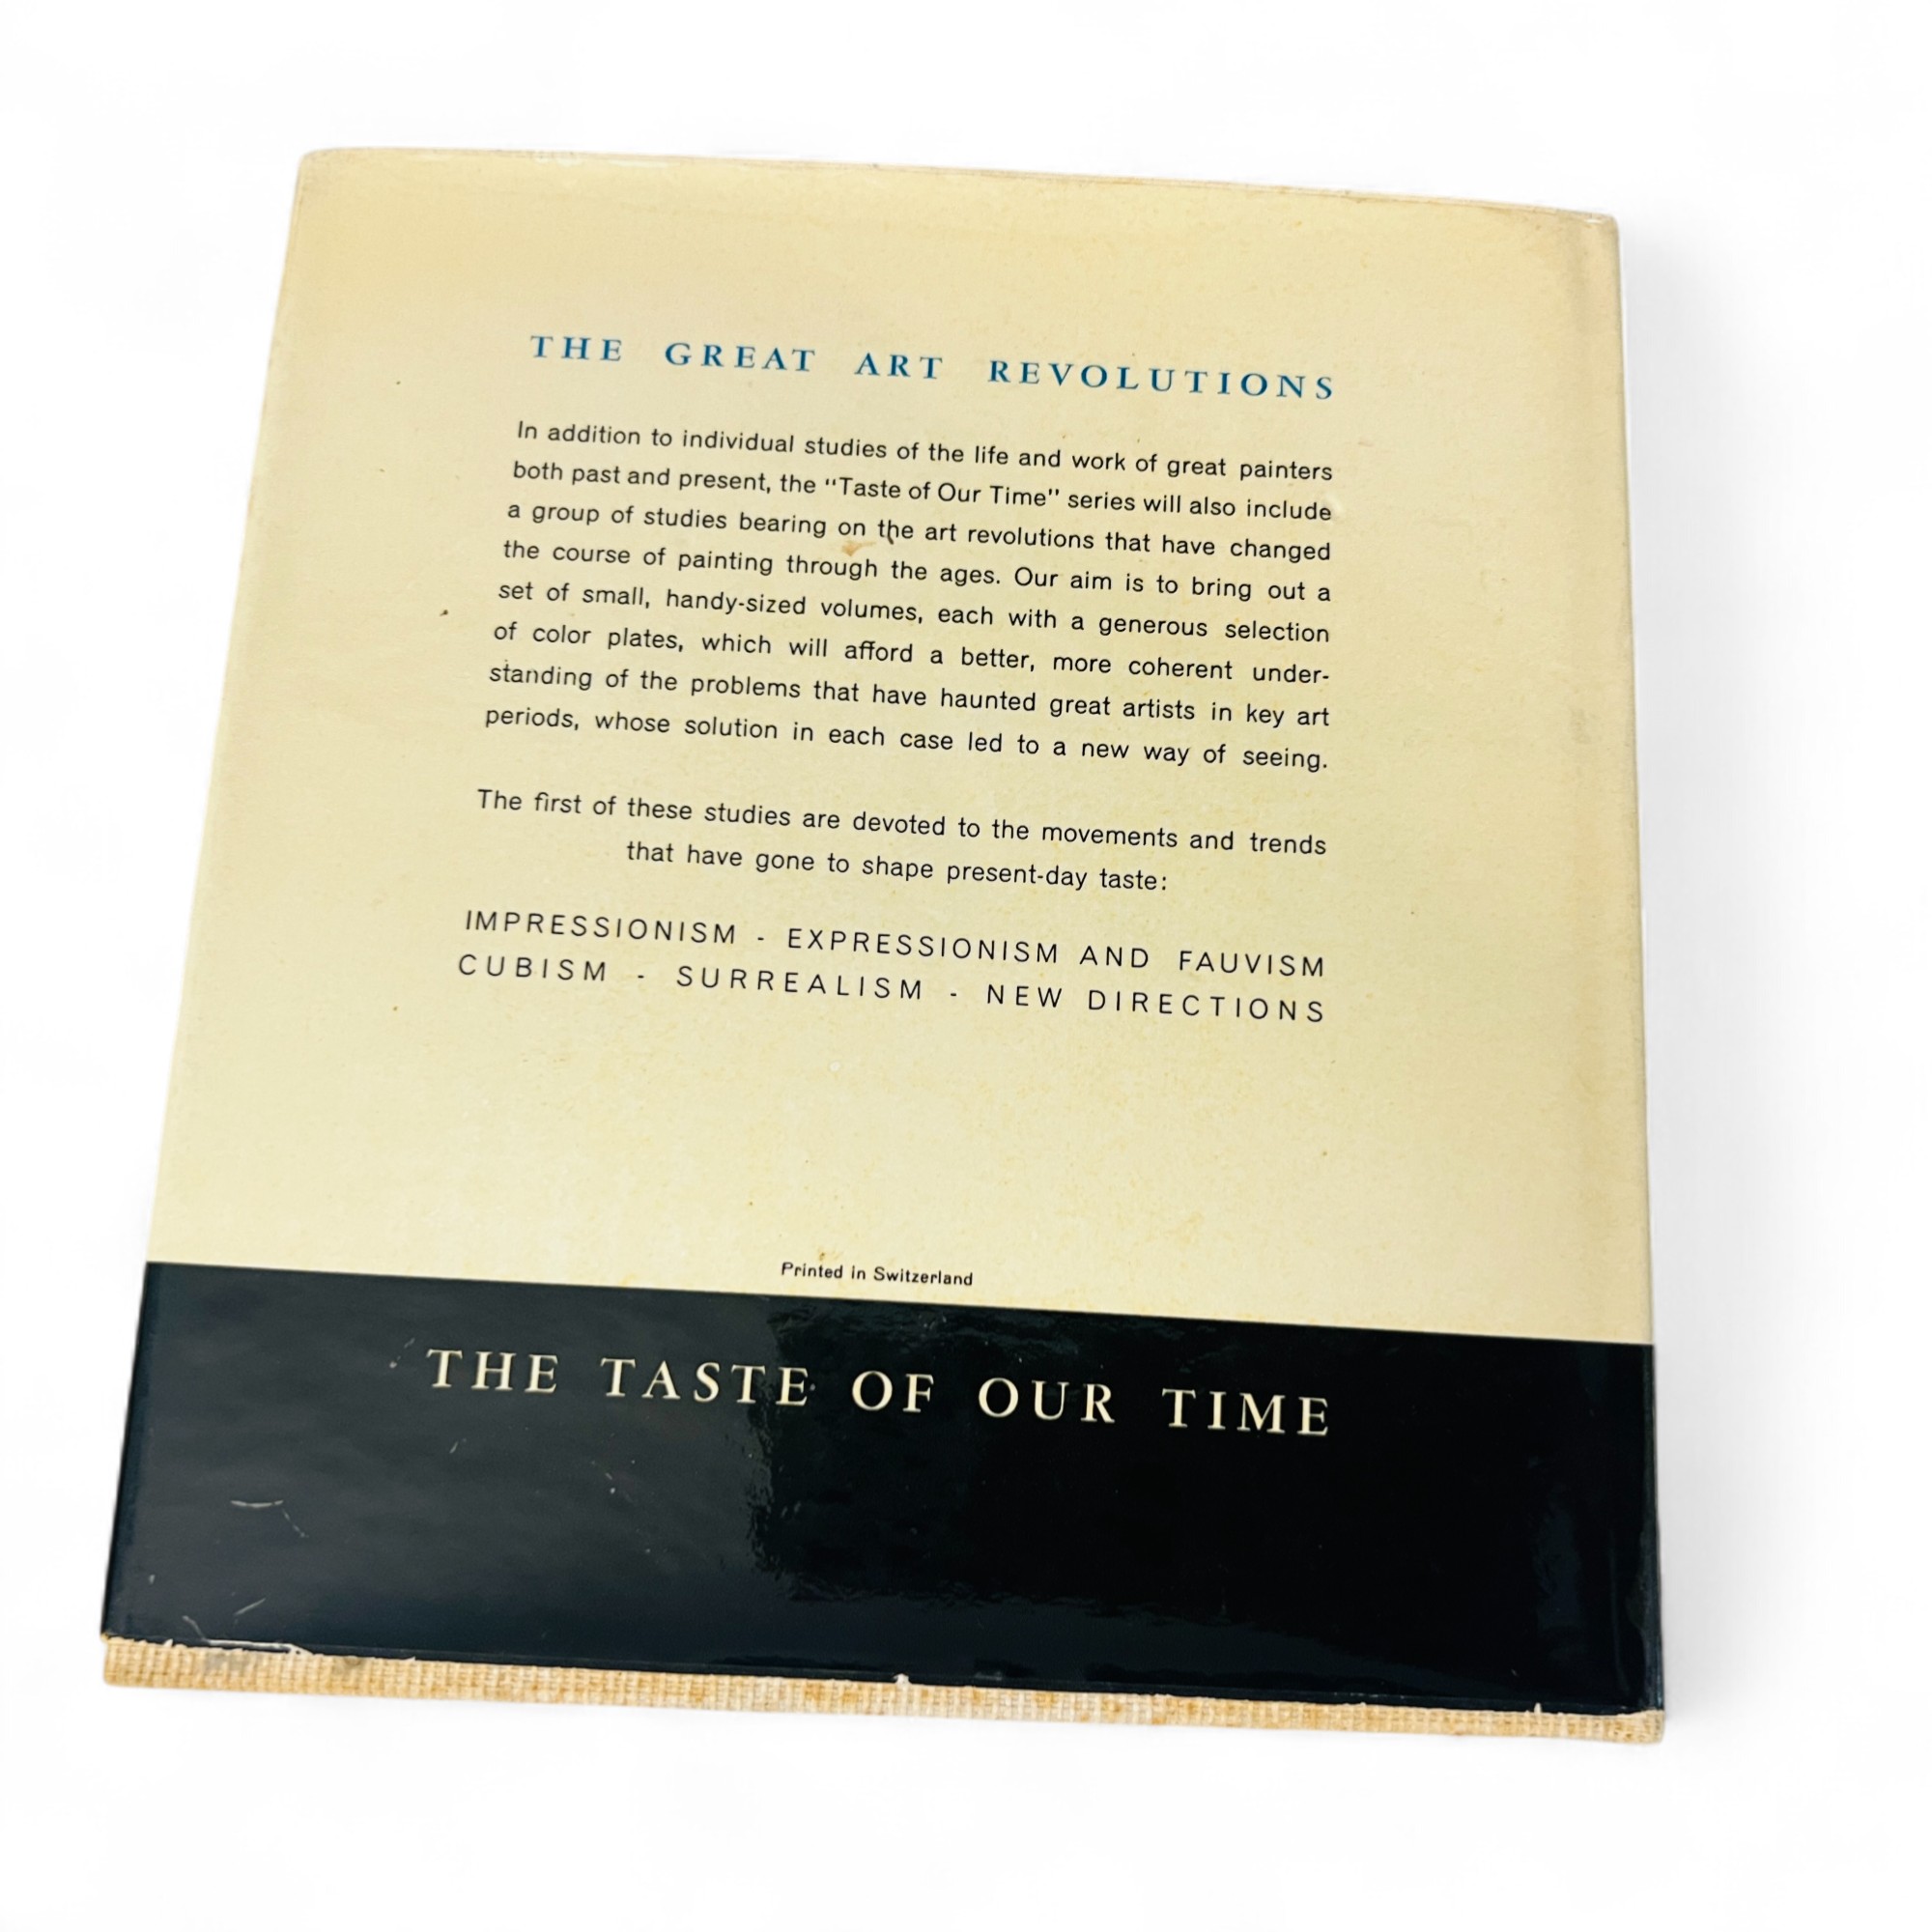 THE GREAT ART REVOLUTIONS
In addition to individual studies of the life and work of great painters
both past and present, the "Taste of Our Time" series will also include
a group of studies bearing on the art revolutions that have changed
the course of painting through the ages. Our aim is to bring out a
set of small, handy-sized volumes, each with a generous selection
of color plates, which will afford a better, more coherent under-
standing of the problems that have haunted great artists in key art
periods, whose solution in each case led to a new way of seeing.
The first of these studies are devoted to the movements and trends
that have gone to shape present-day taste:
IMPRESSIONISM - EXPRESSIONISM AND FAUVISM
CUBISM - SURREALISM - NEW DIRECTIONS
Printed in Switzerland
THE TASTE OF OUR TIME